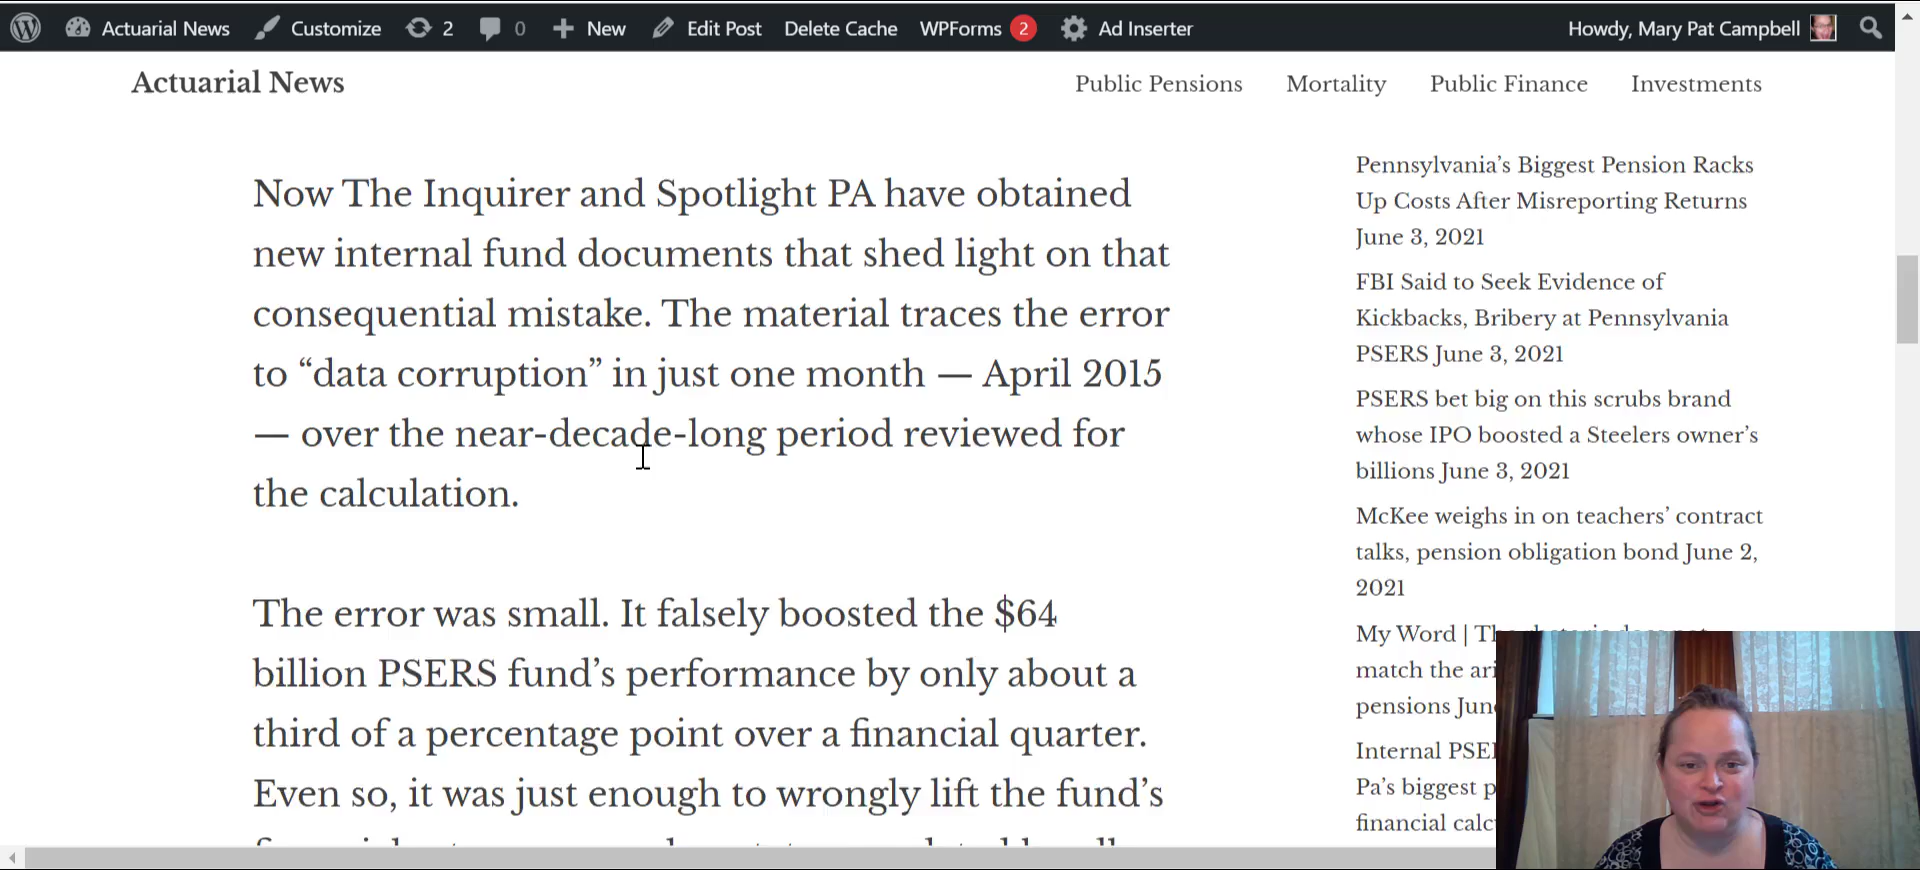 Actuarial News Customize 2 0 New Edit Post Delete Cache WPForms 2 Ad Inserter Howdy, Mary Pat Campbell
Actuarial News Public Pensions Mortality Public Finance Investments
Now The Inquirer and Spotlight PA have obtained
new internal fund documents that shed light on that
consequential mistake. The material traces the error
to “data corruption” in just one month — April 2015
— over the near-decade-long period reviewed for
the calculation.
The error was small. It falsely boosted the $64
billion PSERS fund’s performance by only about a
third of a percentage point over a financial quarter.
Even so, it was just enough to wrongly lift the fund’s
Pennsylvania’s Biggest Pension Racks
Up Costs After Misreporting Returns
June 3, 2021
FBI Said to Seek Evidence of
Kickbacks, Bribery at Pennsylvania
PSERS June 3, 2021
PSERS bet big on this scrubs brand
whose IPO boosted a Steelers owner’s
billions June 3, 2021
McKee weighs in on teachers’ contract
talks, pension obligation bond June 2,
2021
My Word |
match the
pensions
Internal
Pa’s biggest
financial